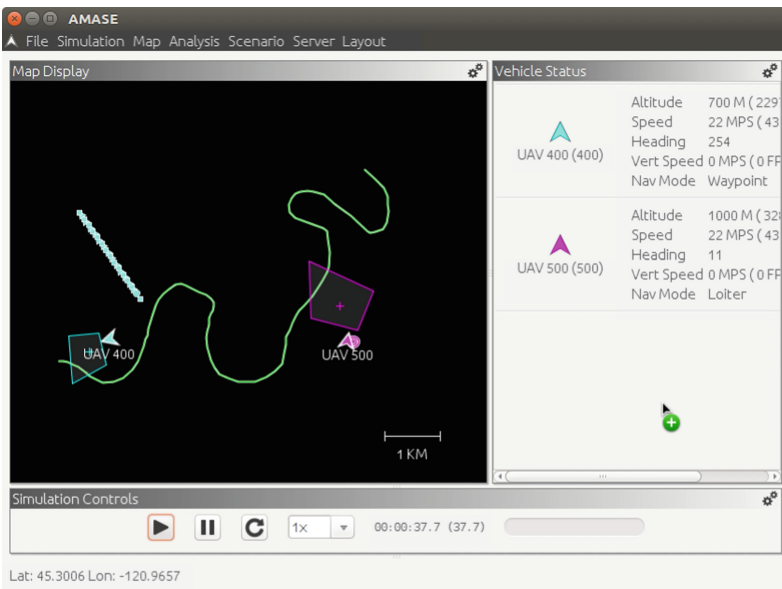 AMASE
File Simulation Map Analysis Scenario Server Layout
Map Display
Vehicle Status
Altitude 700 M ( 229
Speed 22 MPS ( 43
UAV 400 (400)
Heading 254
Vert Speed 0 MPS ( 0 FF
Nav Mode Waypoint
Altitude 1000 M ( 328
Speed 22 MPS ( 43
UAV 500 (500)
Heading 11
Vert Speed 0 MPS ( 0 FF
Nav Mode Loiter
UAV 400
UAV 500
1 KM
Simulation Controls
1x
00:00:37.7 (37.7)
Lat: 45.3006 Lon: -120.9657